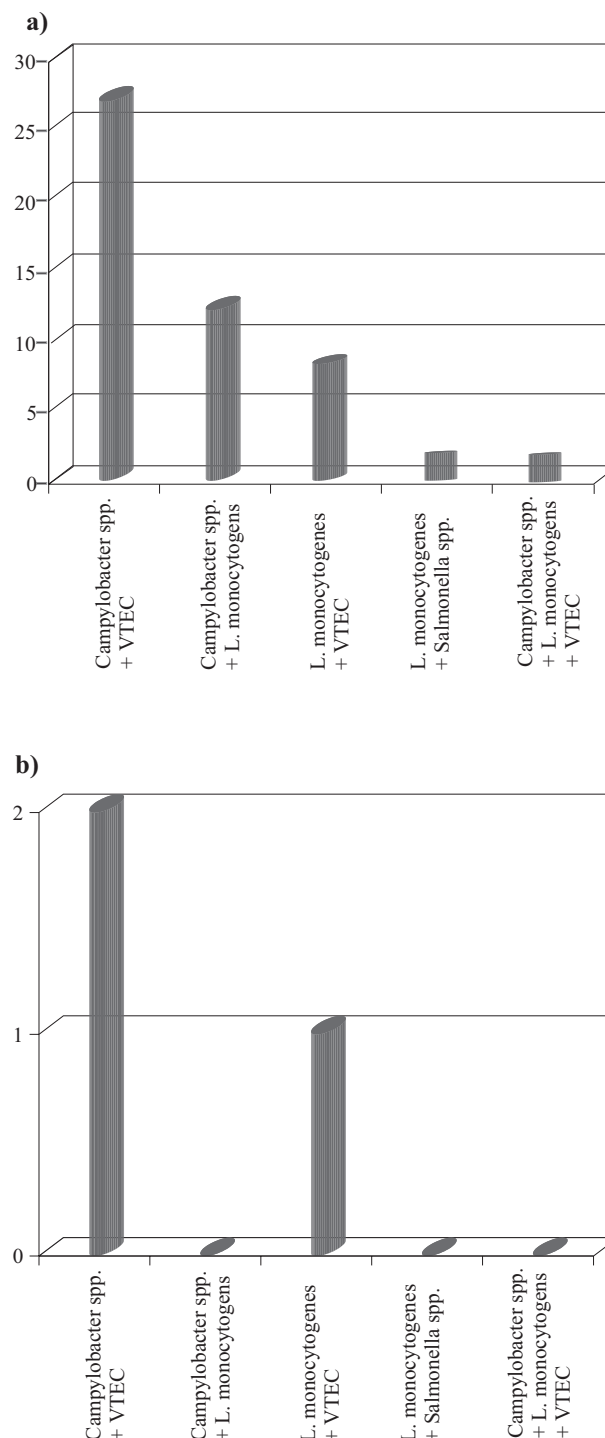 a)
30
25
20
15
10
5
0
Campylobacter spp.
+ VTEC
Campylobacter spp.
+ L. monocytogens
L. monocytogenes
+ VTEC
L. monocytogenes
+ Salmonella spp.
Campylobacter spp.
+ L. monocytogens
+ VTEC
b)
2
1
0
Campylobacter spp.
+ VTEC
Campylobacter spp.
+ L. monocytogens
L. monocytogenes
+ VTEC
L. monocytogenes
+ Salmonella spp.
Campylobacter spp.
+ L. monocytogens
+ VTEC